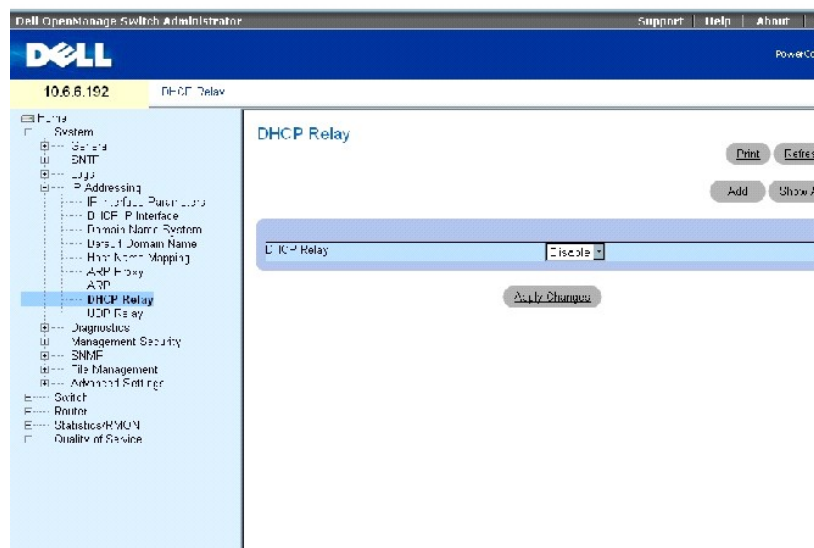 Dell OpenManage Switch Administrator
Support | Help | About |
DELL
PowerCo
10.6.6.192
DHCP Relay
Home
System
General
SNTP
Logs
IP Addressing
IP Interface Parameters
DHCP IP Interface
Domain Name System
Default Domain Name
Host Name Mapping
ARP Proxy
ARP
DHCP Relay
UDP Relay
Diagnostics
Management Security
SNMP
File Management
Advanced Settings
Switch
Router
Statistics/RMON
Quality of Service
DHCP Relay
Print
Refres
Add
Show A
DHCP Relay
Disable
Apply Changes